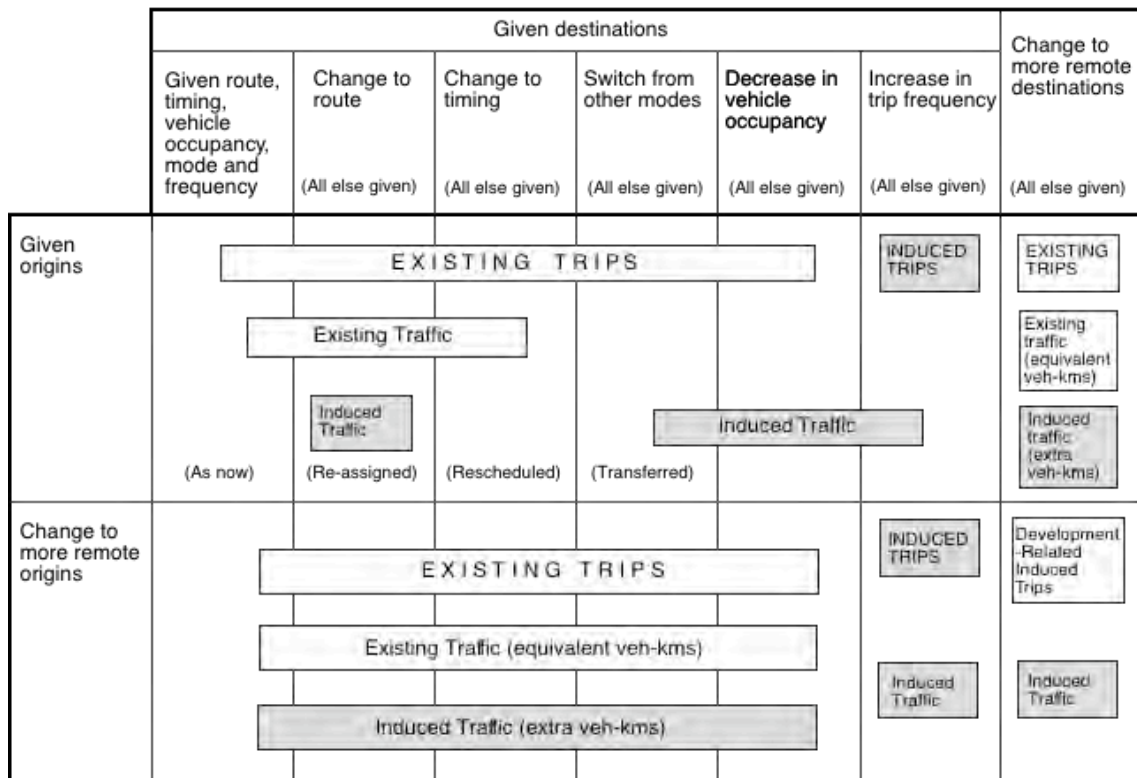 Given destinations
Change to
more remote
destinations
(All else given)
Given route,
timing,
vehicle
occupancy,
mode and
frequency
Change to
route
(All else given)
Change to
timing
(All else given)
Switch from
other modes
(All else given)
Decrease in
vehicle
occupancy
(All else given)
Increase in
trip frequency
(All else given)
Given
origins
EXISTING TRIPS
INDUCED
TRIPS
EXISTING
TRIPS
Existing Traffic
Existing
traffic
(equivalent
veh-kms)
Induced
Traffic
Induced Traffic
Induced
traffic
(extra
veh-kms)
(As now)
(Re-assigned)
(Rescheduled)
(Transferred)
Change to
more remote
origins
EXISTING TRIPS
INDUCED
TRIPS
Development
-Related
Induced
Trips
Existing Traffic (equivalent veh-kms)
Induced Traffic (extra veh-kms)
Induced
Traffic
Induced
Traffic